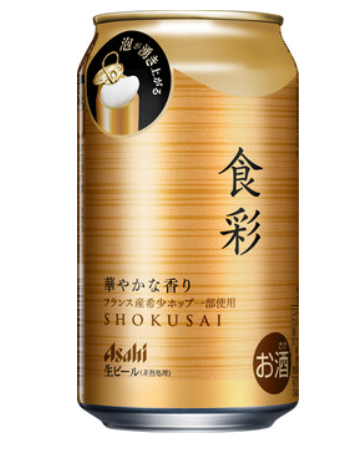 泡が湧き上がる
食彩
華やかな香り
フランス産希少ホップ一部使用
SHOKUSAI
Asahi
生ビール(非熱処理)
お酒